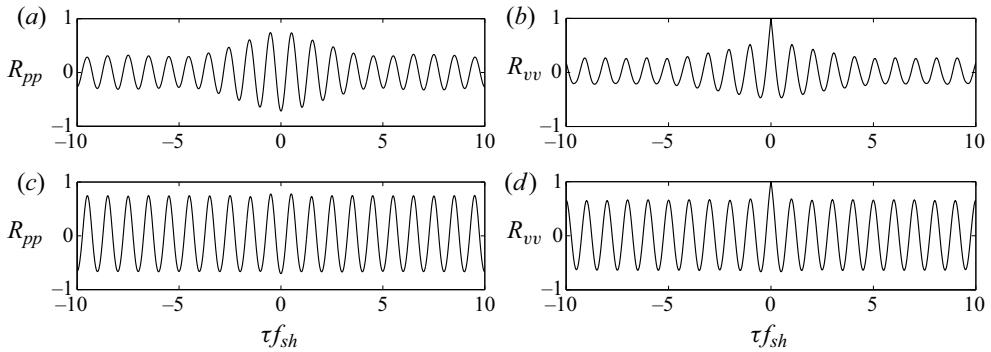 (a) (b)
1 1
R_pp 0 R_vv 0
–1 –1
–10 –5 0 5 10 –10 –5 0 5 10
(c) (d)
1 1
R_pp 0 R_vv 0
–1 –1
–10 –5 0 5 10 –10 –5 0 5 10
τf_sh τf_sh